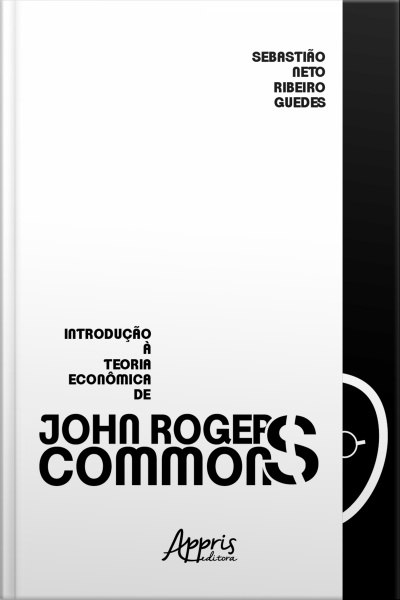 SEBASTIÃO
NETO
RIBEIRO
GUEDES
INTRODUÇÃO
À
TEORIA
ECONÔMICA
DE
JOHN ROGERS
COMMONS
Appris
editora